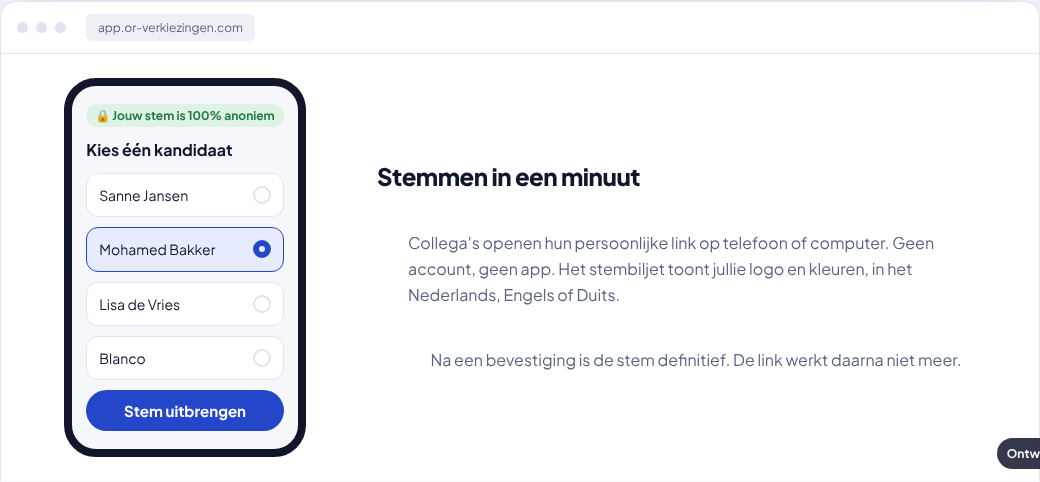 app.or-verkiezingen.com
🔒 Jouw stem is 100% anoniem
Kies één kandidaat
Sanne Jansen
Mohamed Bakker
Lisa de Vries
Blanco
Stem uitbrengen
Stemmen in een minuut
Collega's openen hun persoonlijke link op telefoon of computer. Geen
account, geen app. Het stembiljet toont jullie logo en kleuren, in het
Nederlands, Engels of Duits.
Na een bevestiging is de stem definitief. De link werkt daarna niet meer.
Ontw